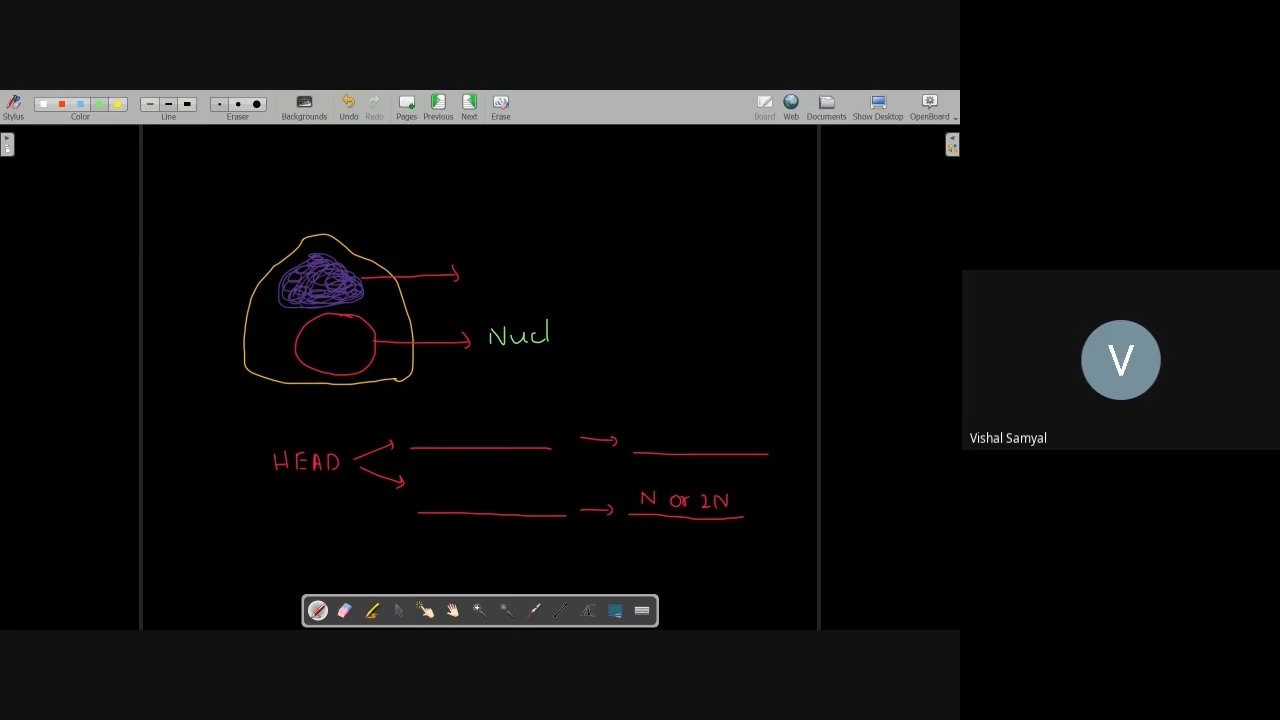 Stylus Color Line Eraser Backgrounds Undo Redo Pages Previous Next Erase Board Web Documents Show Desktop OpenBoard
Nucl
V
Vishal Samyal
HEAD
N or 2N